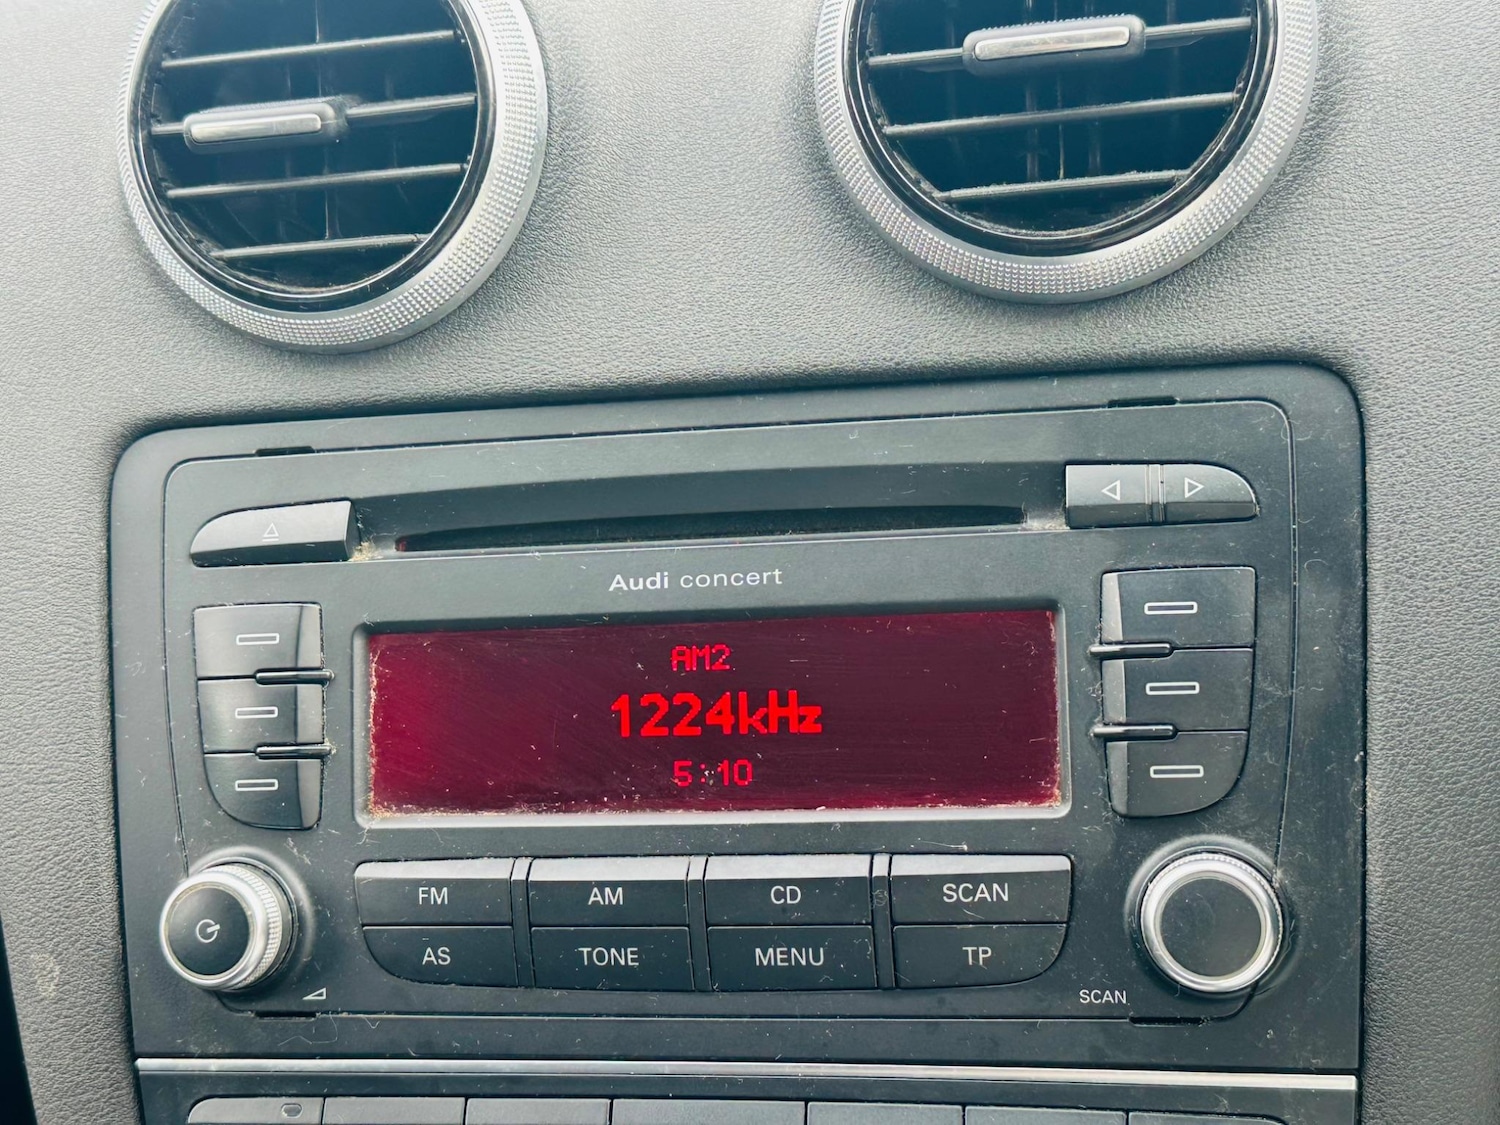 Audi concert
AM2
1224kHz
5:10
FM AM CD SCAN
AS TONE MENU TP
SCAN